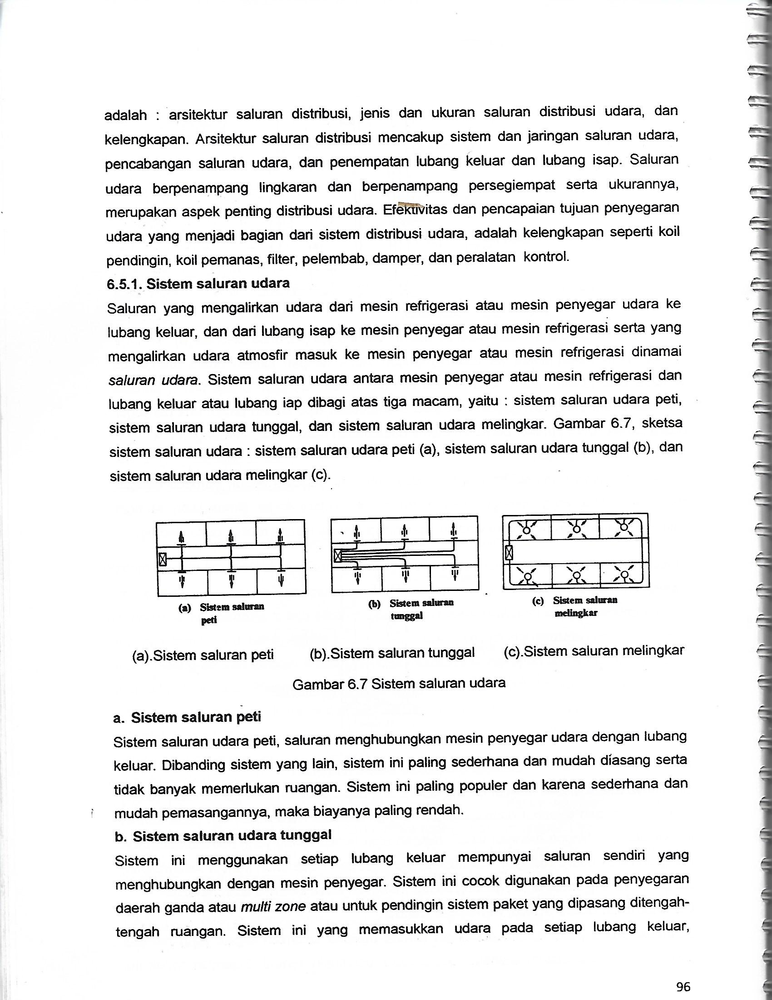 adalah : arsitektur saluran distribusi, jenis dan ukuran saluran distribusi udara, dan
kelengkapan. Arsitektur saluran distribusi mencakup sistem dan jaringan saluran udara,
pencabangan saluran udara, dan penempatan lubang keluar dan lubang isap. Saluran
udara berpenampang lingkaran dan berpenampang persegiempat serta ukurannya,
merupakan aspek penting distribusi udara. Efektivitas dan pencapaian tujuan penyegaran
udara yang menjadi bagian dari sistem distribusi udara, adalah kelengkapan seperti koil
pendingin, koil pemanas, filter, pelembab, damper, dan peralatan kontrol.
6.5.1. Sistem saluran udara
Saluran yang mengalirkan udara dari mesin refrigerasi atau mesin penyegar udara ke
lubang keluar, dan dari lubang isap ke mesin penyegar atau mesin refrigerasi serta yang
mengalirkan udara atmosfir masuk ke mesin penyegar atau mesin refrigerasi dinamai
saluran udara. Sistem saluran udara antara mesin penyegar atau mesin refrigerasi dan
lubang keluar atau lubang iap dibagi atas tiga macam, yaitu : sistem saluran udara peti,
sistem saluran udara tunggal, dan sistem saluran udara melingkar. Gambar 6.7, sketsa
sistem saluran udara : sistem saluran udara peti (a), sistem saluran udara tunggal (b), dan
sistem saluran udara melingkar (c).
(a) Sistem saluran
peti
(b) Sistem saluran
tunggal
(c) Sistem saluran
melingkar
(a).Sistem saluran peti (b).Sistem saluran tunggal (c).Sistem saluran melingkar
Gambar 6.7 Sistem saluran udara
a. Sistem saluran peti
Sistem saluran udara peti, saluran menghubungkan mesin penyegar udara dengan lubang
keluar. Dibanding sistem yang lain, sistem ini paling sederhana dan mudah diasang serta
tidak banyak memerlukan ruangan. Sistem ini paling populer dan karena sederhana dan
mudah pemasangannya, maka biayanya paling rendah.
b. Sistem saluran udara tunggal
Sistem ini menggunakan setiap lubang keluar mempunyai saluran sendiri yang
menghubungkan dengan mesin penyegar. Sistem ini cocok digunakan pada penyegaran
daerah ganda atau multi zone atau untuk pendingin sistem paket yang dipasang ditengah-
tengah ruangan. Sistem ini yang memasukkan udara pada setiap lubang keluar,
96